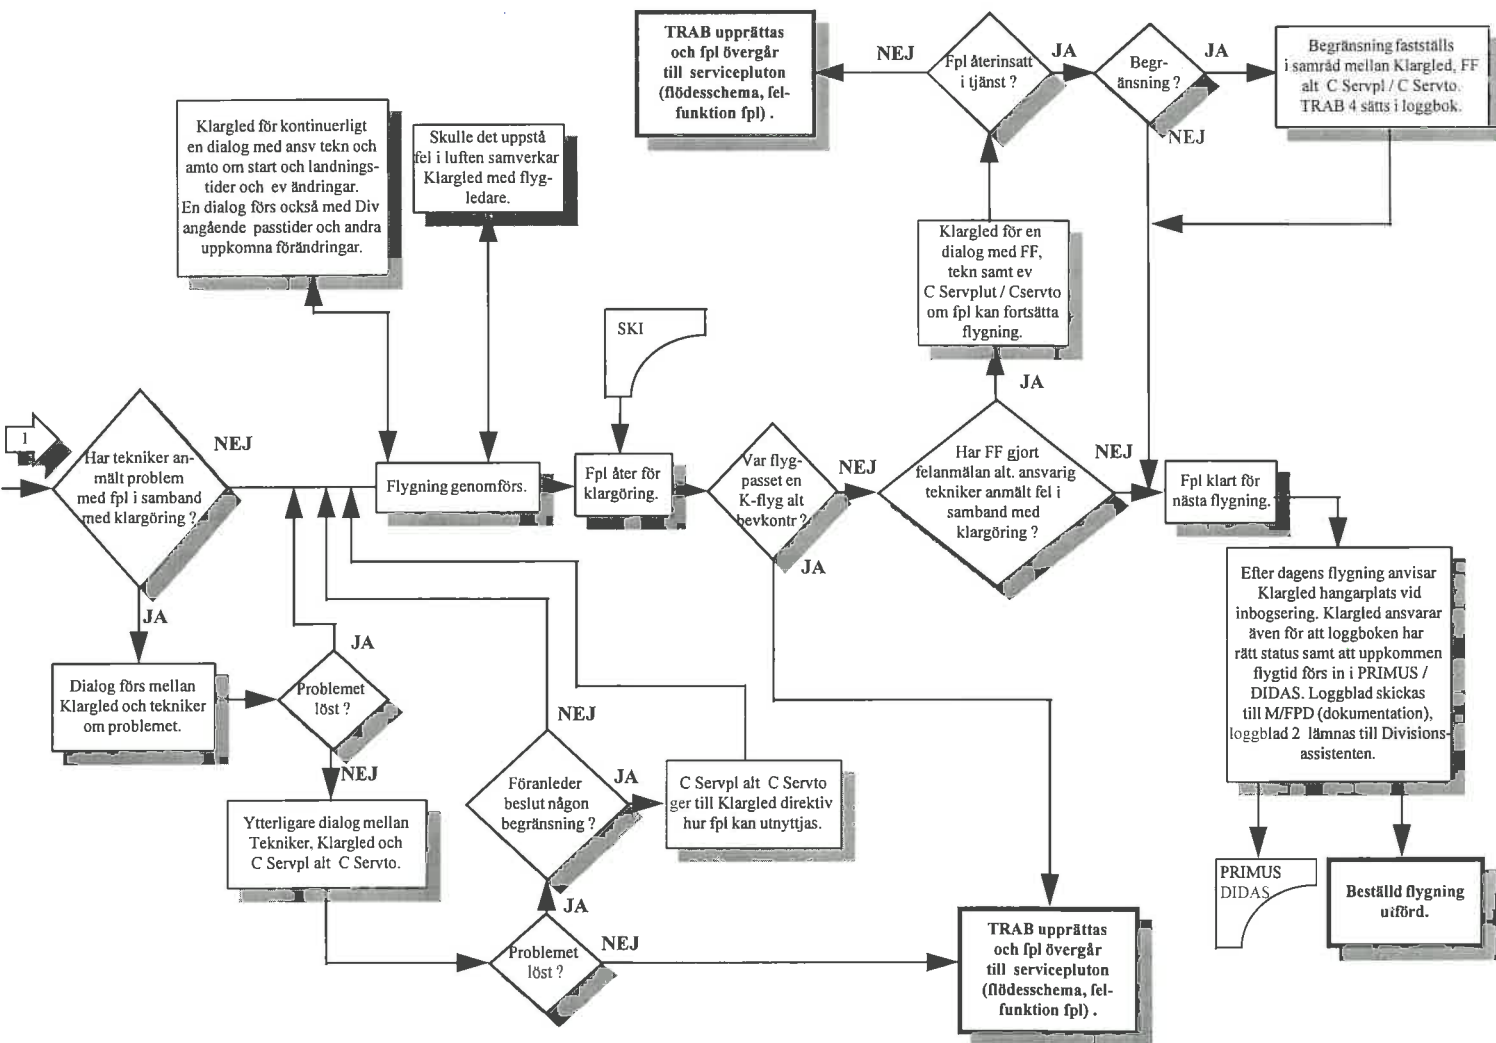 TRAB upprättas
och fpl övergår
till servicepluton
(flödesschema, fel-
funktion fpl) .
NEJ
Fpl återinsatt
i tjänst ?
JA
Begr-
änsning ?
JA
NEJ
Begränsning fastställs
i samråd mellan Klargled, FF
alt C Servpl / C Servto.
TRAB 4 sätts i loggbok.
Klargled för kontinuerligt
en dialog med ansv tekn och
amto om start och landnings-
tider och ev ändringar.
En dialog förs också med Div
angående passtider och andra
uppkomna förändringar.
Skulle det uppstå
fel i luften samverkar
Klargled med flyg-
ledare.
Klargled för en
dialog med FF,
tekn samt ev
C Servplut / Cservto
om fpl kan fortsätta
flygning.
SKI
JA
1
Har tekniker an-
mält problem
med fpl i samband
med klargöring ?
NEJ
JA
Flygning genomförs.
Fpl åter för
klargöring.
Var flyg-
passet en
K-flyg alt
bevkontr ?
NEJ
JA
Har FF gjort
felanmälan alt. ansvarig
tekniker anmält fel i
samband med
klargöring ?
NEJ
Fpl klart för
nästa flygning.
Efter dagens flygning anvisar
Klargled hangarplats vid
inbogsering. Klargled ansvarar
även för att loggboken har
rätt status samt att uppkommen
flygtid förs in i PRIMUS /
DIDAS. Loggblad skickas
till M/FPD (dokumentation),
loggblad 2 lämnas till Divisions-
assistenten.
Dialog förs mellan
Klargled och tekniker
om problemet.
JA
Problemet
löst ?
NEJ
Ytterligare dialog mellan
Tekniker, Klargled och
C Servpl alt C Servto.
NEJ
Föranleder
beslut någon
begränsning ?
JA
C Servpl alt C Servto
ger till Klargled direktiv
hur fpl kan utnyttjas.
JA
Problemet
löst ?
NEJ
TRAB upprättas
och fpl övergår
till servicepluton
(flödesschema, fel-
funktion fpl) .
PRIMUS
DIDAS
Beställd flygning
utförd.